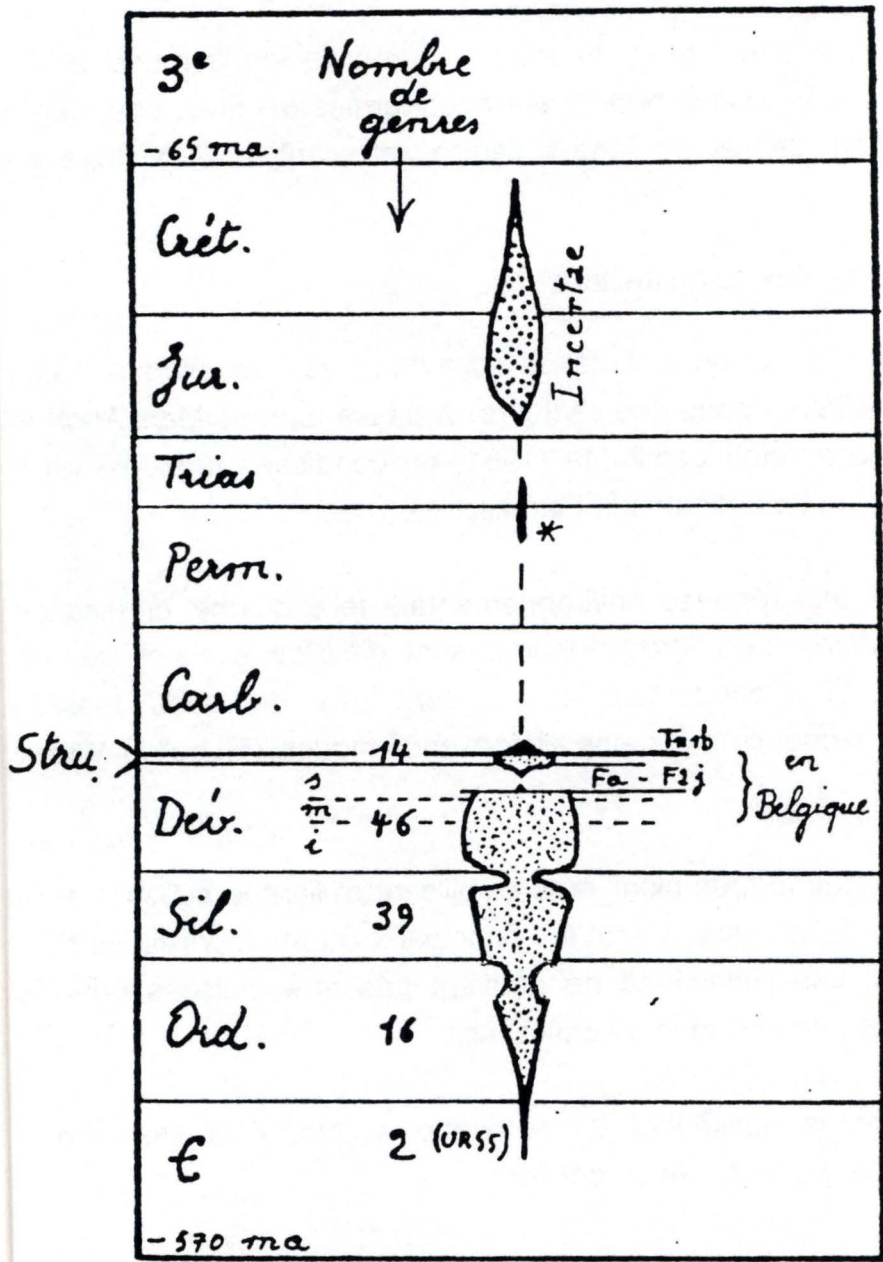 3e
Nombre
de
genres
-65 ma.
Crét.
Incertae
Jur.
Trias
*
Perm.
Carb.
Stru.
14
Tn1b
Fa
F2j
en
Belgique
s
m
i
Dév.
46
Sil.
39
Ord.
16
Є
2 (URSS)
-570 ma